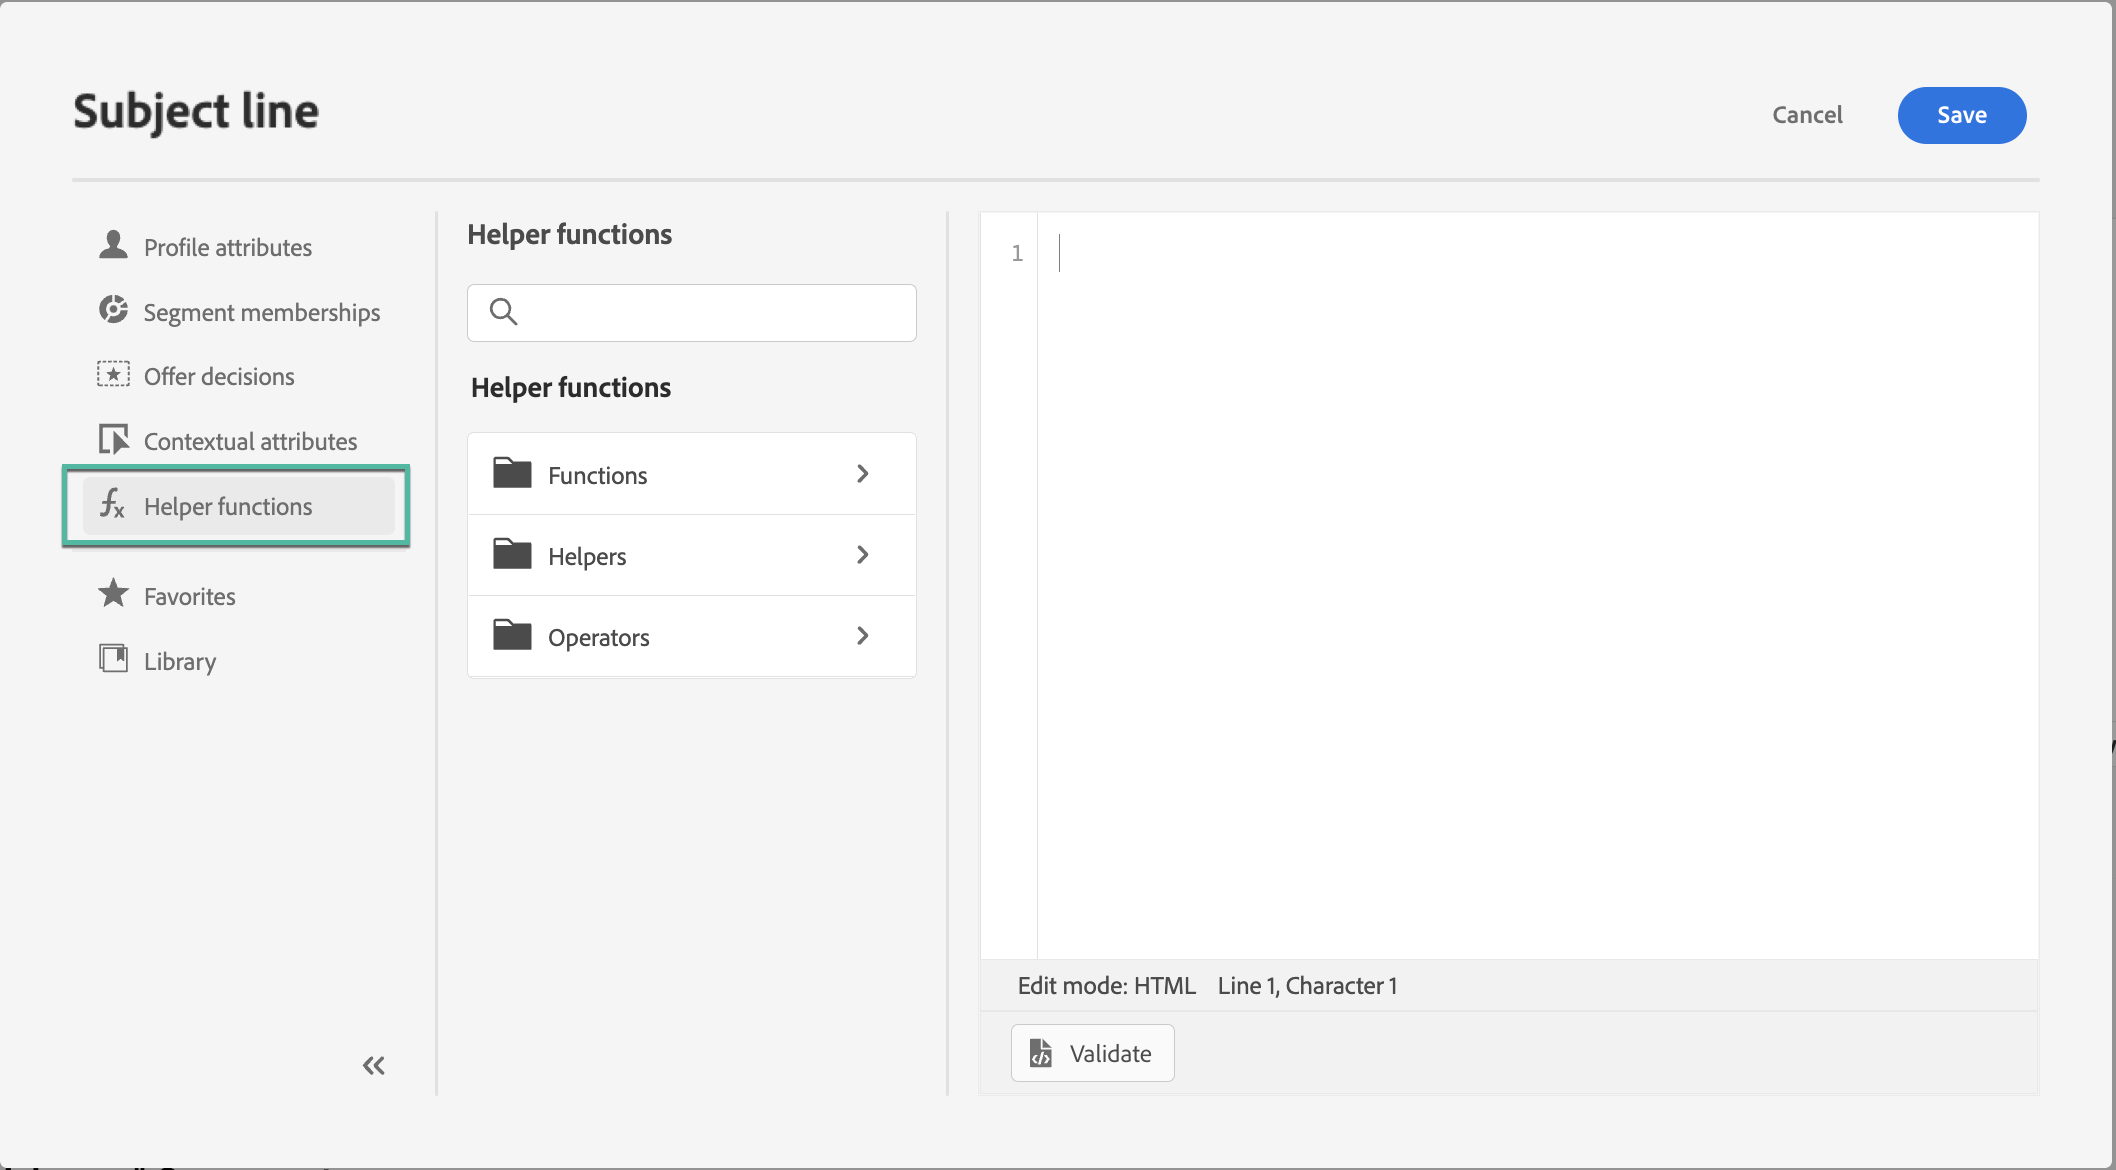 Subject line
Cancel
Save
Profile attributes
Segment memberships
Offer decisions
Contextual attributes
Helper functions
Favorites
Library
Helper functions
Helper functions
Functions
Helpers
Operators
1
Edit mode: HTML Line 1, Character 1
Validate